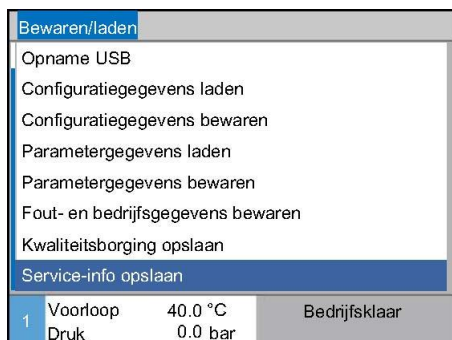 Bewaren/laden
Opname USB
Configuratiegegevens laden
Configuratiegegevens bewaren
Parametergegevens laden
Parametergegevens bewaren
Fout- en bedrijfsgegevens bewaren
Kwaliteitsborging opslaan
Service-info opslaan
1 Voorloop 40.0 °C Bedrijfsklaar
Druk 0.0 bar